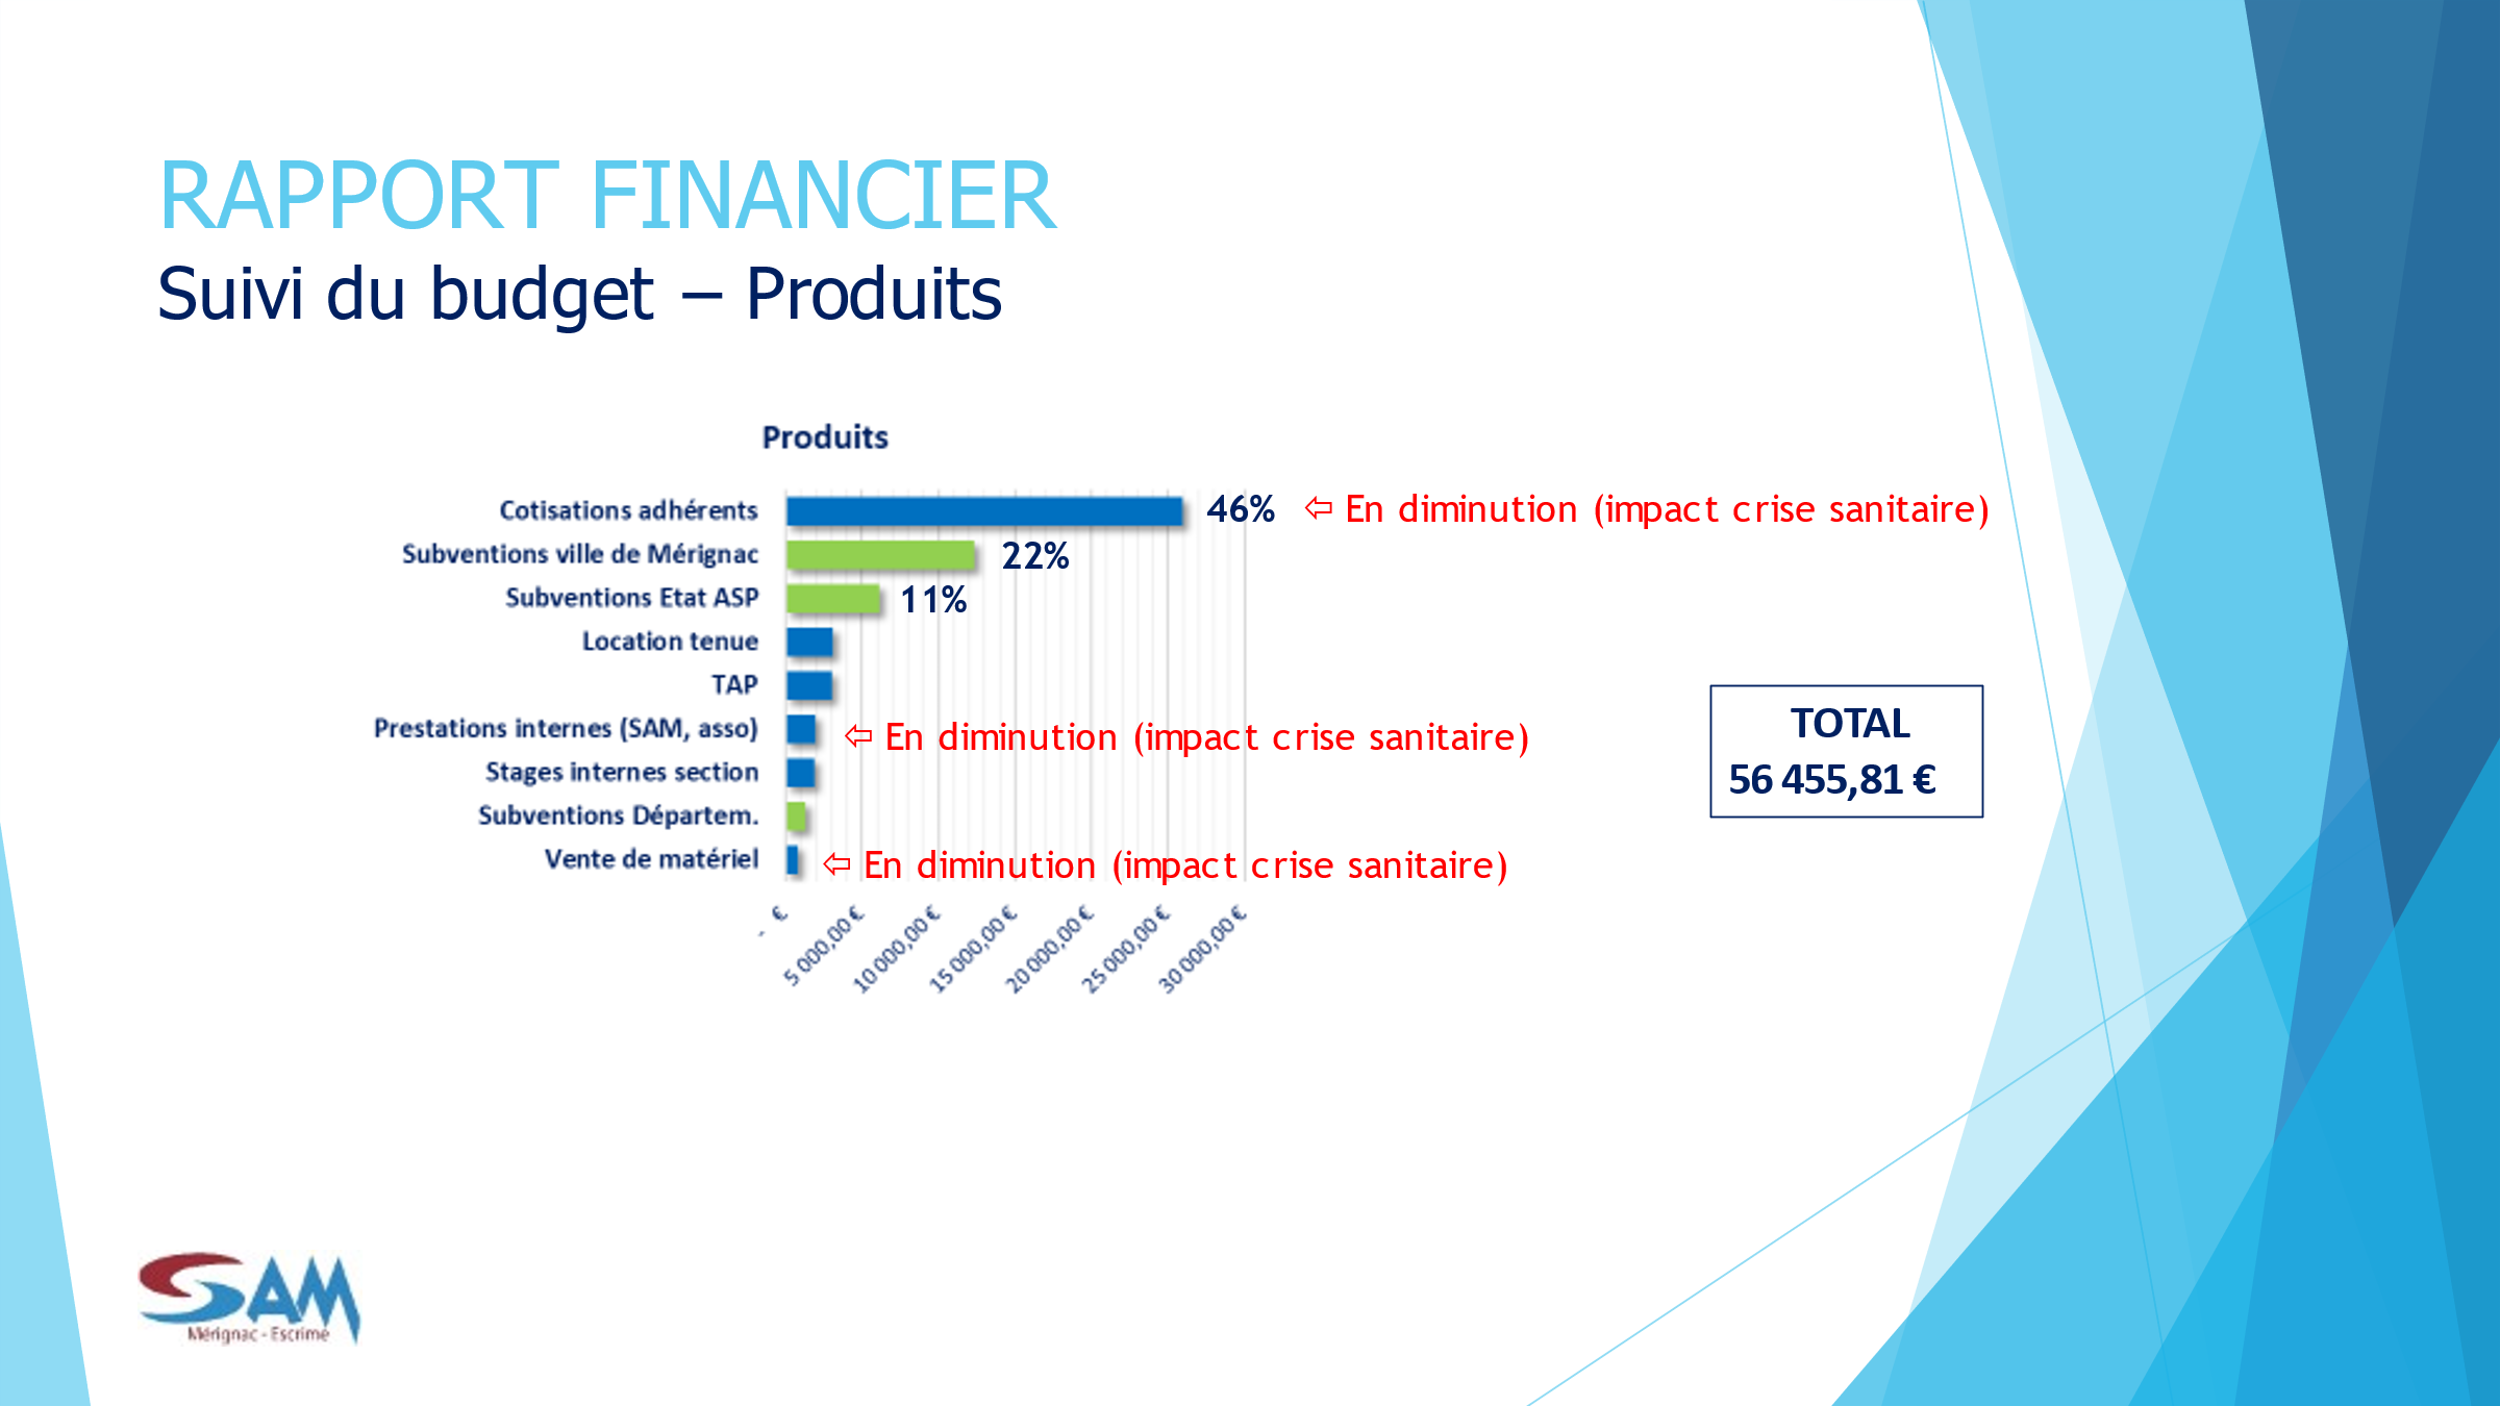 RAPPORT FINANCIER
Suivi du budget – Produits
Produits
Cotisations adhérents 46% ⇦ En diminution (impact crise sanitaire)
Subventions ville de Mérignac 22%
Subventions Etat ASP 11%
Location tenue
TAP
Prestations internes (SAM, asso) ⇦ En diminution (impact crise sanitaire)
Stages internes section
Subventions Départem.
Vente de matériel ⇦ En diminution (impact crise sanitaire)
- € 5 000,00 € 10 000,00 € 15 000,00 € 20 000,00 € 25 000,00 € 30 000,00 €
TOTAL
56 455,81 €
SAM
Mérignac - Escrime